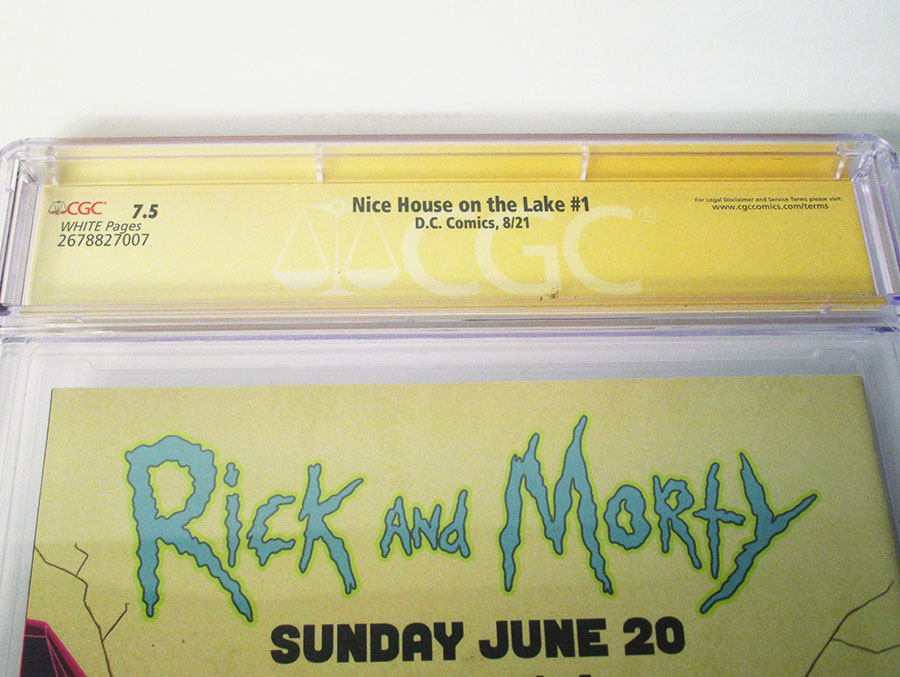 CGC® 7.5
WHITE Pages
2678827007
Nice House on the Lake #1
D.C. Comics, 8/21
For Legal Disclaimer and Service Terms please visit:
www.cgccomics.com/terms
CGC®
RICK AND MORTY
SUNDAY JUNE 20